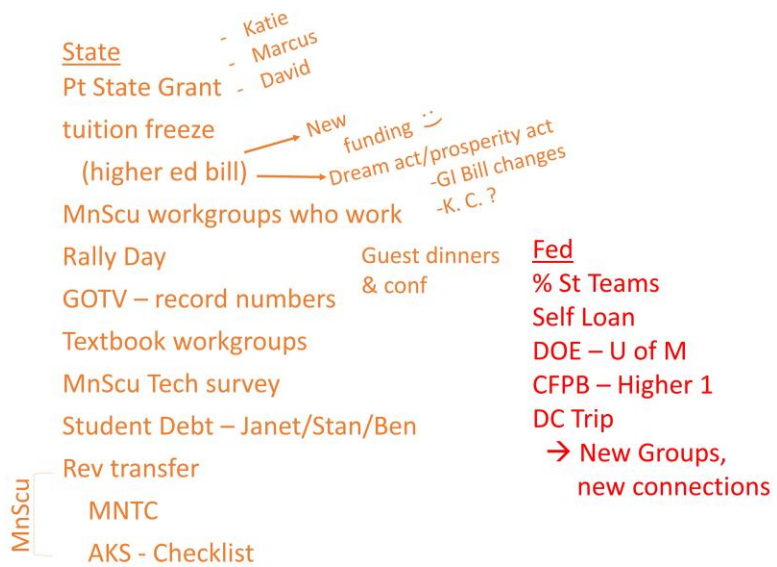 State
- Katie
- Marcus
- David
Pt State Grant
tuition freeze
(higher ed bill)
→ New
funding :)
→ Dream act/prosperity act
-GI Bill changes
-K. C. ?
MnScu workgroups who work
Rally Day
Guest dinners
& conf
GOTV – record numbers
Textbook workgroups
MnScu Tech survey
Student Debt – Janet/Stan/Ben
MnScu
Rev transfer
MNTC
AKS - Checklist
Fed
% St Teams
Self Loan
DOE – U of M
CFPB – Higher 1
DC Trip
→ New Groups,
new connections